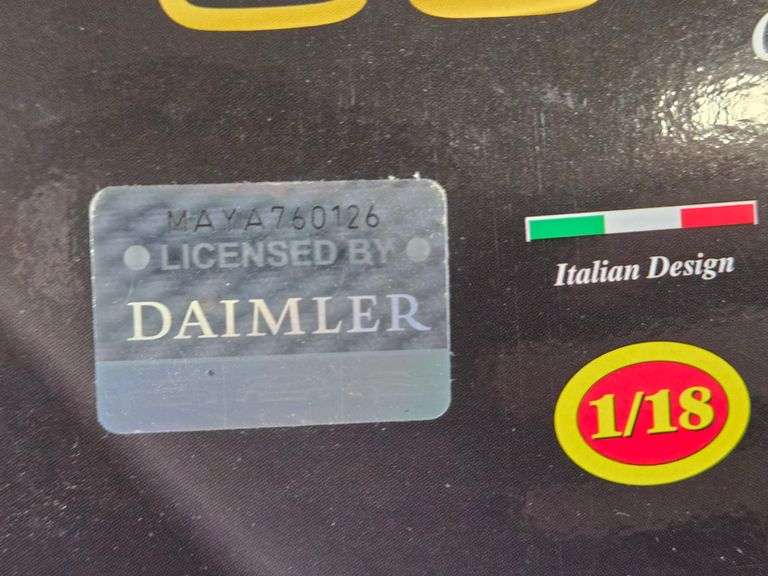 MAYA760126
LICENSED BY
DAIMLER
Italian Design
1/18